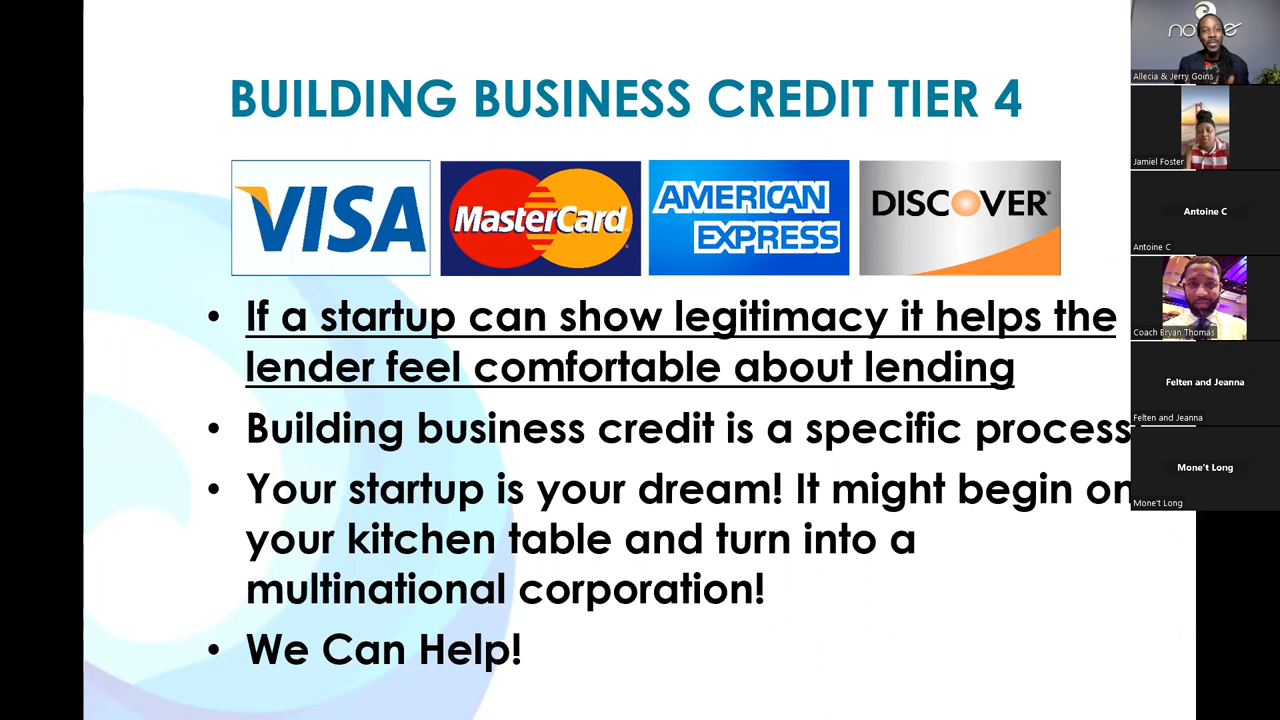 BUILDING BUSINESS CREDIT TIER 4
VISA
MasterCard
AMERICAN
EXPRESS
DISCOVER
• If a startup can show legitimacy it helps the
lender feel comfortable about lending
• Building business credit is a specific process
• Your startup is your dream! It might begin on
your kitchen table and turn into a
multinational corporation!
• We Can Help!
Allecia & Jerry Goins
Jamiel Foster
Antoine C
Antoine C
Coach Bryan Thomas
Felten and Jeanna
Felten and Jeanna
Mone't Long
Mone't Long